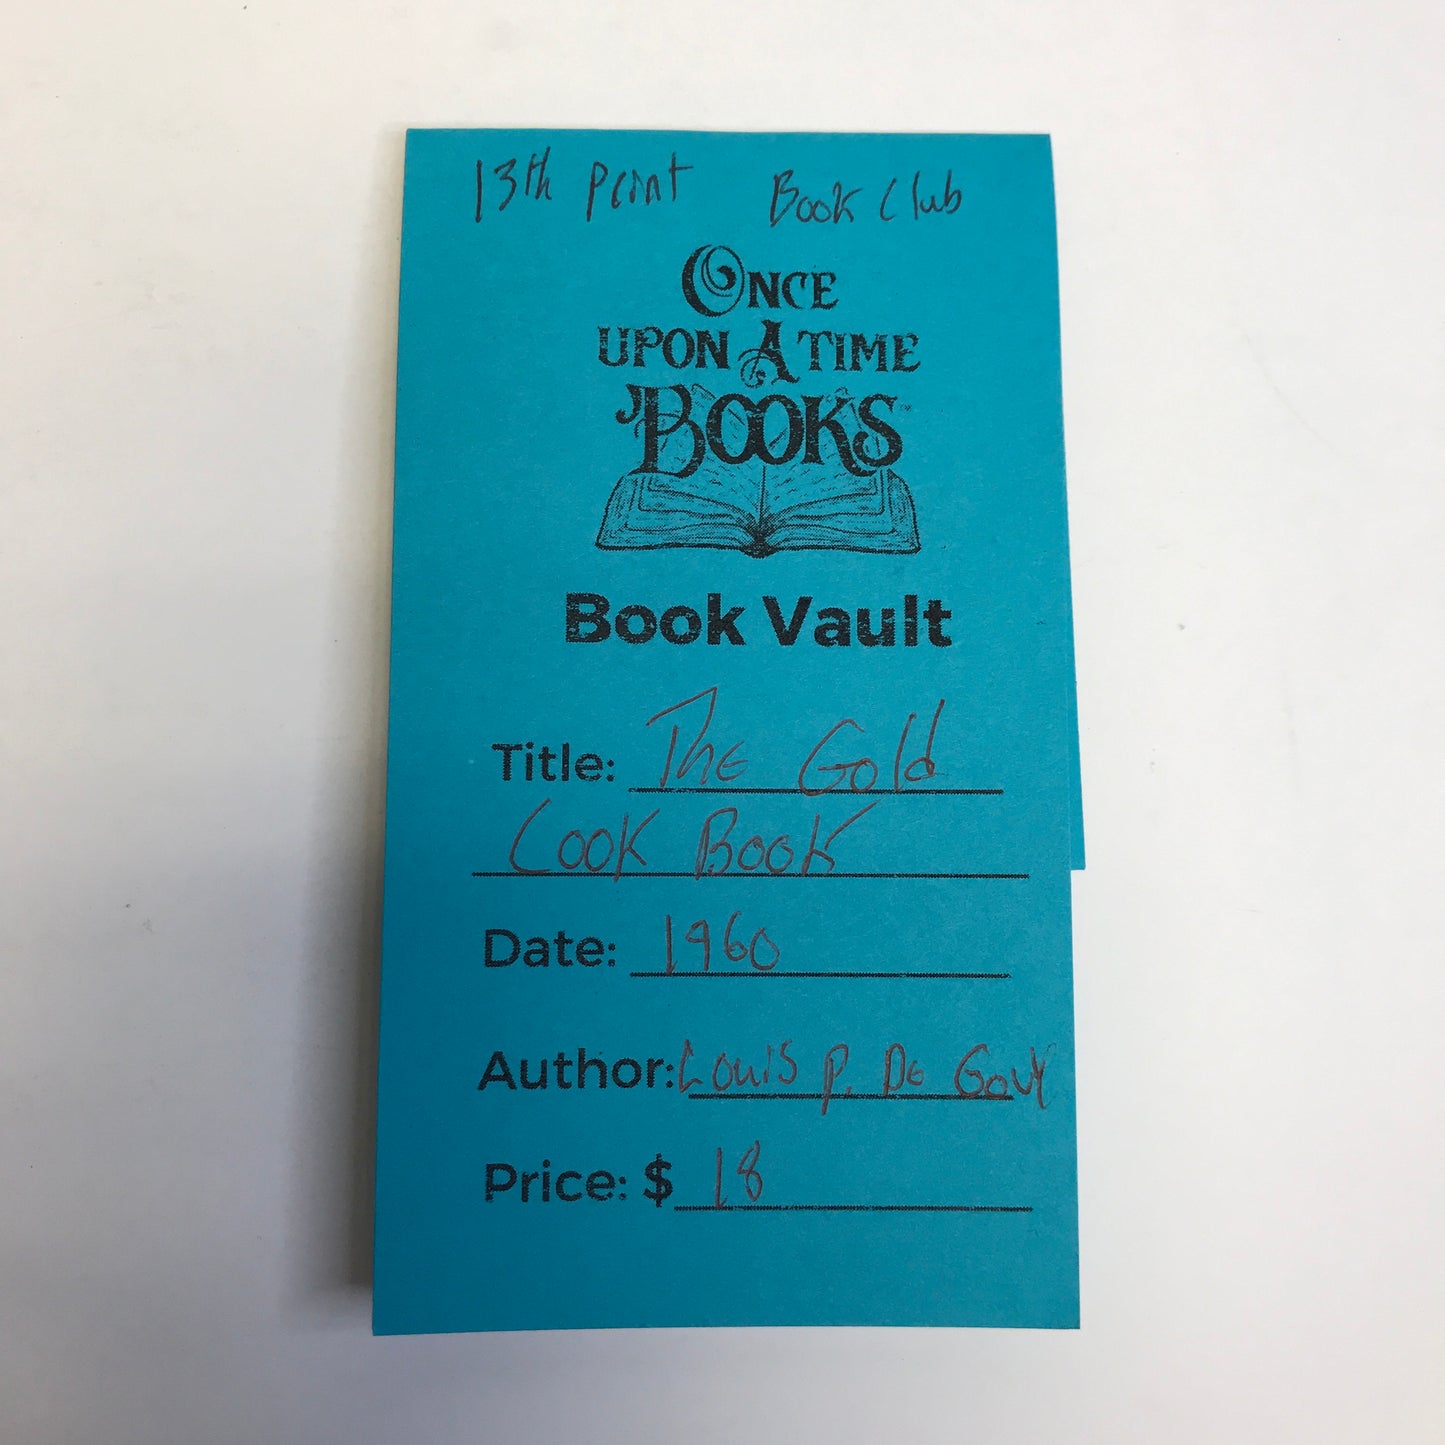 13th print Book Club
ONCE
UPON A TIME
BOOKS
Book Vault
Title: The Gold
Cook Book
Date: 1960
Author: Louis P. De Gouy
Price: $ 18